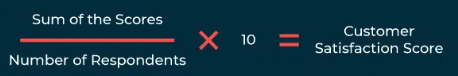 Sum of the Scores
Number of Respondents
× 10 =
Customer
Satisfaction Score